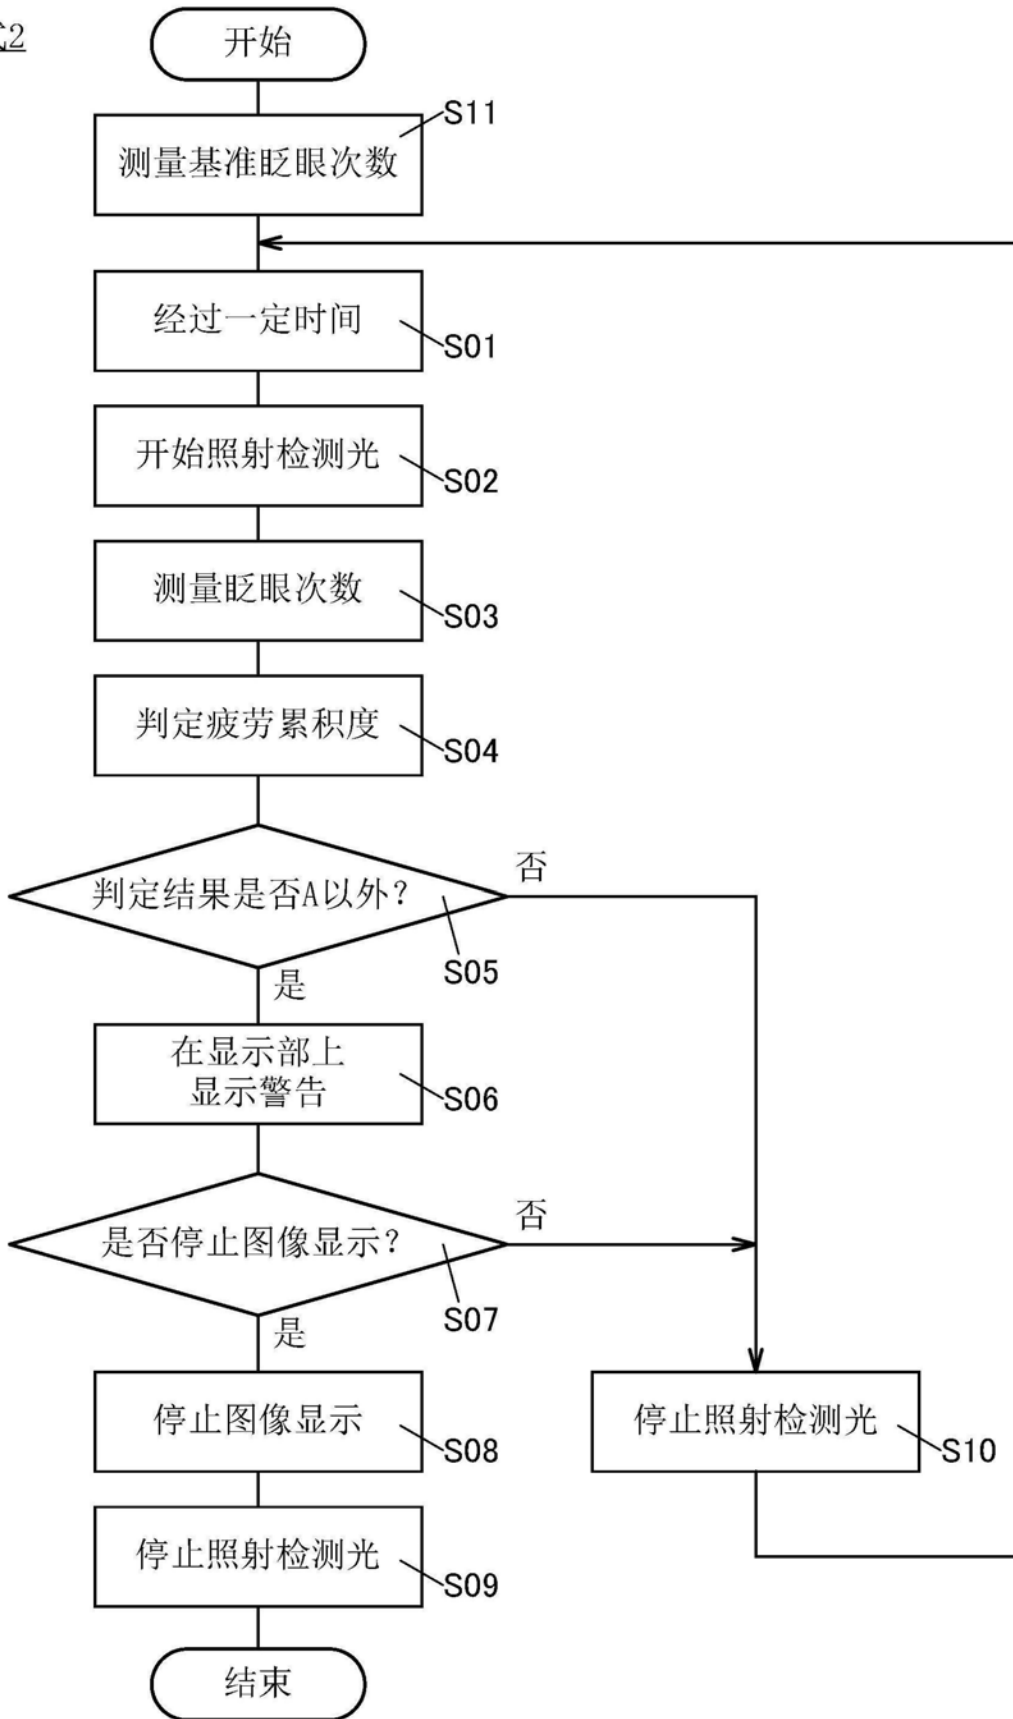 式2
开始
S11
测量基准眨眼次数
经过一定时间
S01
开始照射检测光
S02
测量眨眼次数
S03
判定疲劳累积度
S04
判定结果是否A以外？
否
S05
是
在显示部上
显示警告
S06
是否停止图像显示？
否
S07
是
停止图像显示
S08
停止照射检测光
S10
停止照射检测光
S09
结束